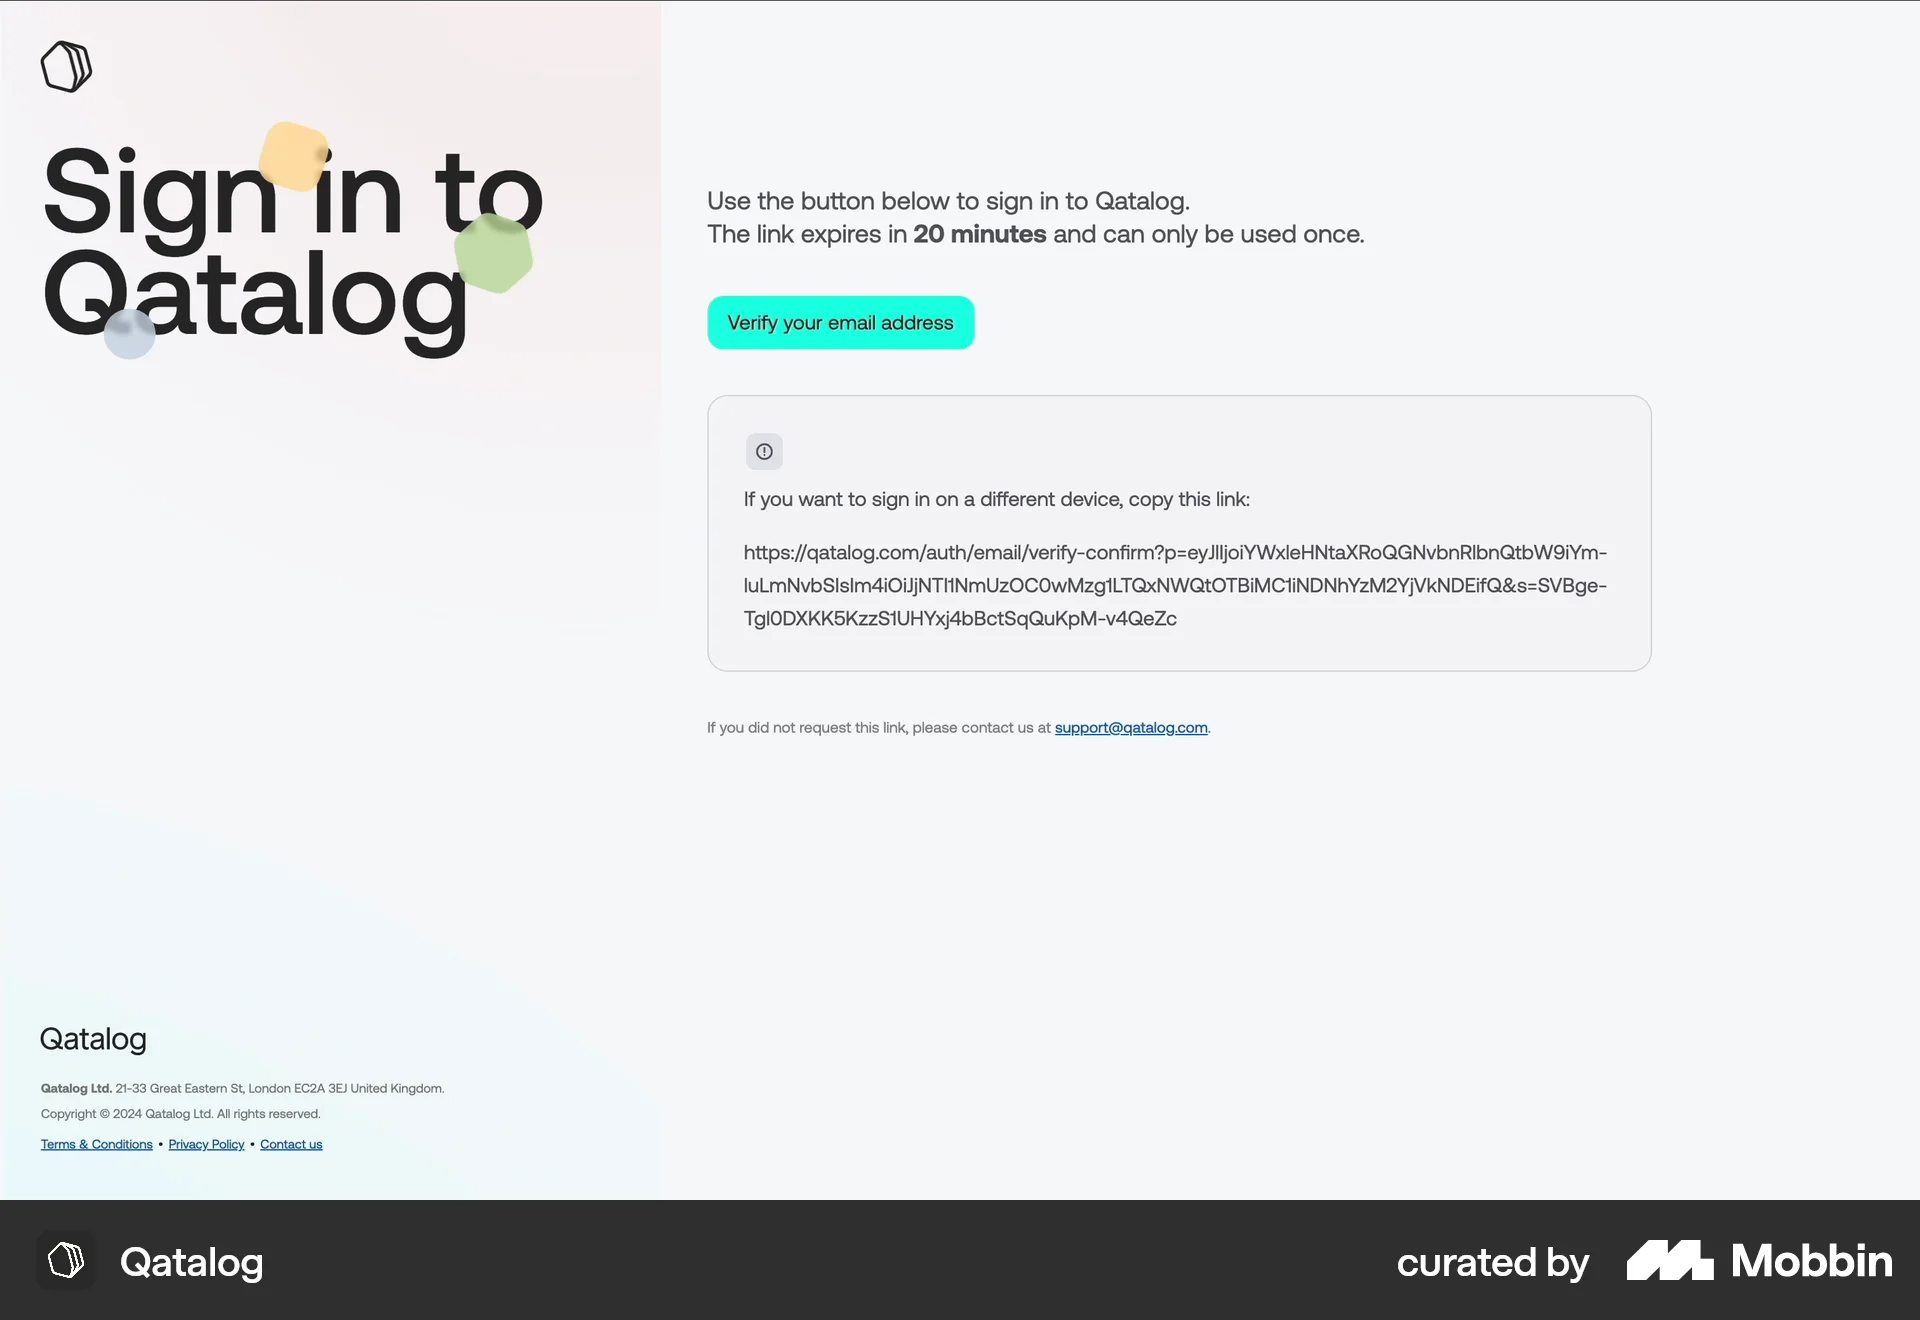 Sign in to
Qatalog
Use the button below to sign in to Qatalog.
The link expires in 20 minutes and can only be used once.
Verify your email address
If you want to sign in on a different device, copy this link:
https://qatalog.com/auth/email/verify-confirm?p=eyJlIjoiYWxleHNtaXRoQGNvbnRlbnQtbW9iYm-
luLmNvbSIsIm4iOiJjNTI1NmUzOC0wMzg1LTQxNWQtOTBiMC1iNDNhYzM2YjVkNDEifQ&s=SVBge-
Tgl0DXKK5KzzS1UHYxj4bBctSqQuKpM-v4QeZc
If you did not request this link, please contact us at support@qatalog.com.
Qatalog
Qatalog Ltd. 21-33 Great Eastern St, London EC2A 3EJ United Kingdom.
Copyright © 2024 Qatalog Ltd. All rights reserved.
Terms & Conditions • Privacy Policy • Contact us
Qatalog
curated by Mobbin